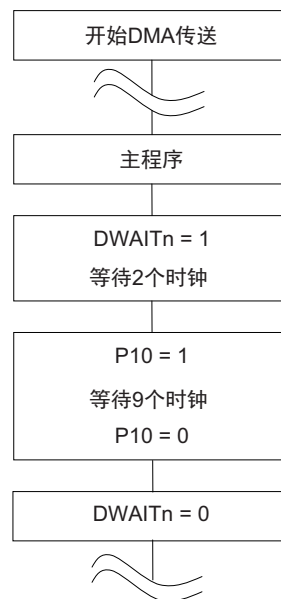 开始DMA传送
主程序
DWAITn = 1
等待2个时钟
P10 = 1
等待9个时钟
P10 = 0
DWAITn = 0